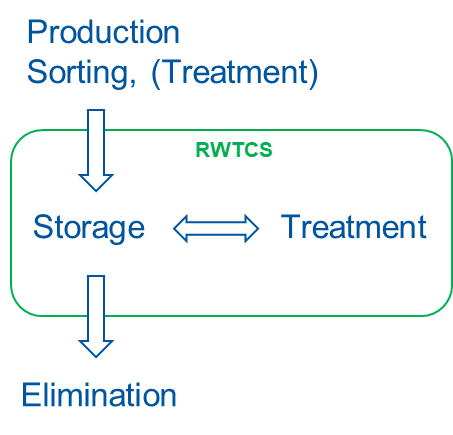 Production
Sorting, (Treatment)
RWTCS
Storage
Treatment
Elimination